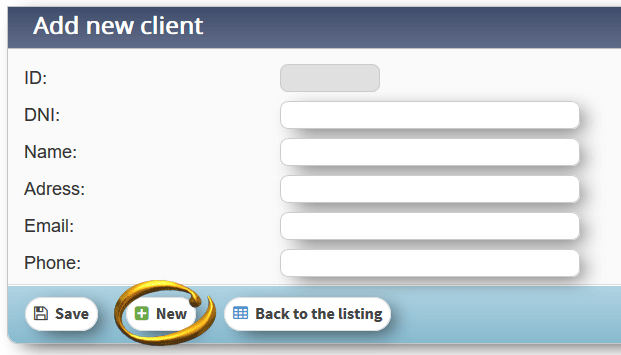 Add new client
ID:
DNI:
Name:
Adress:
Email:
Phone:
Save New Back to the listing